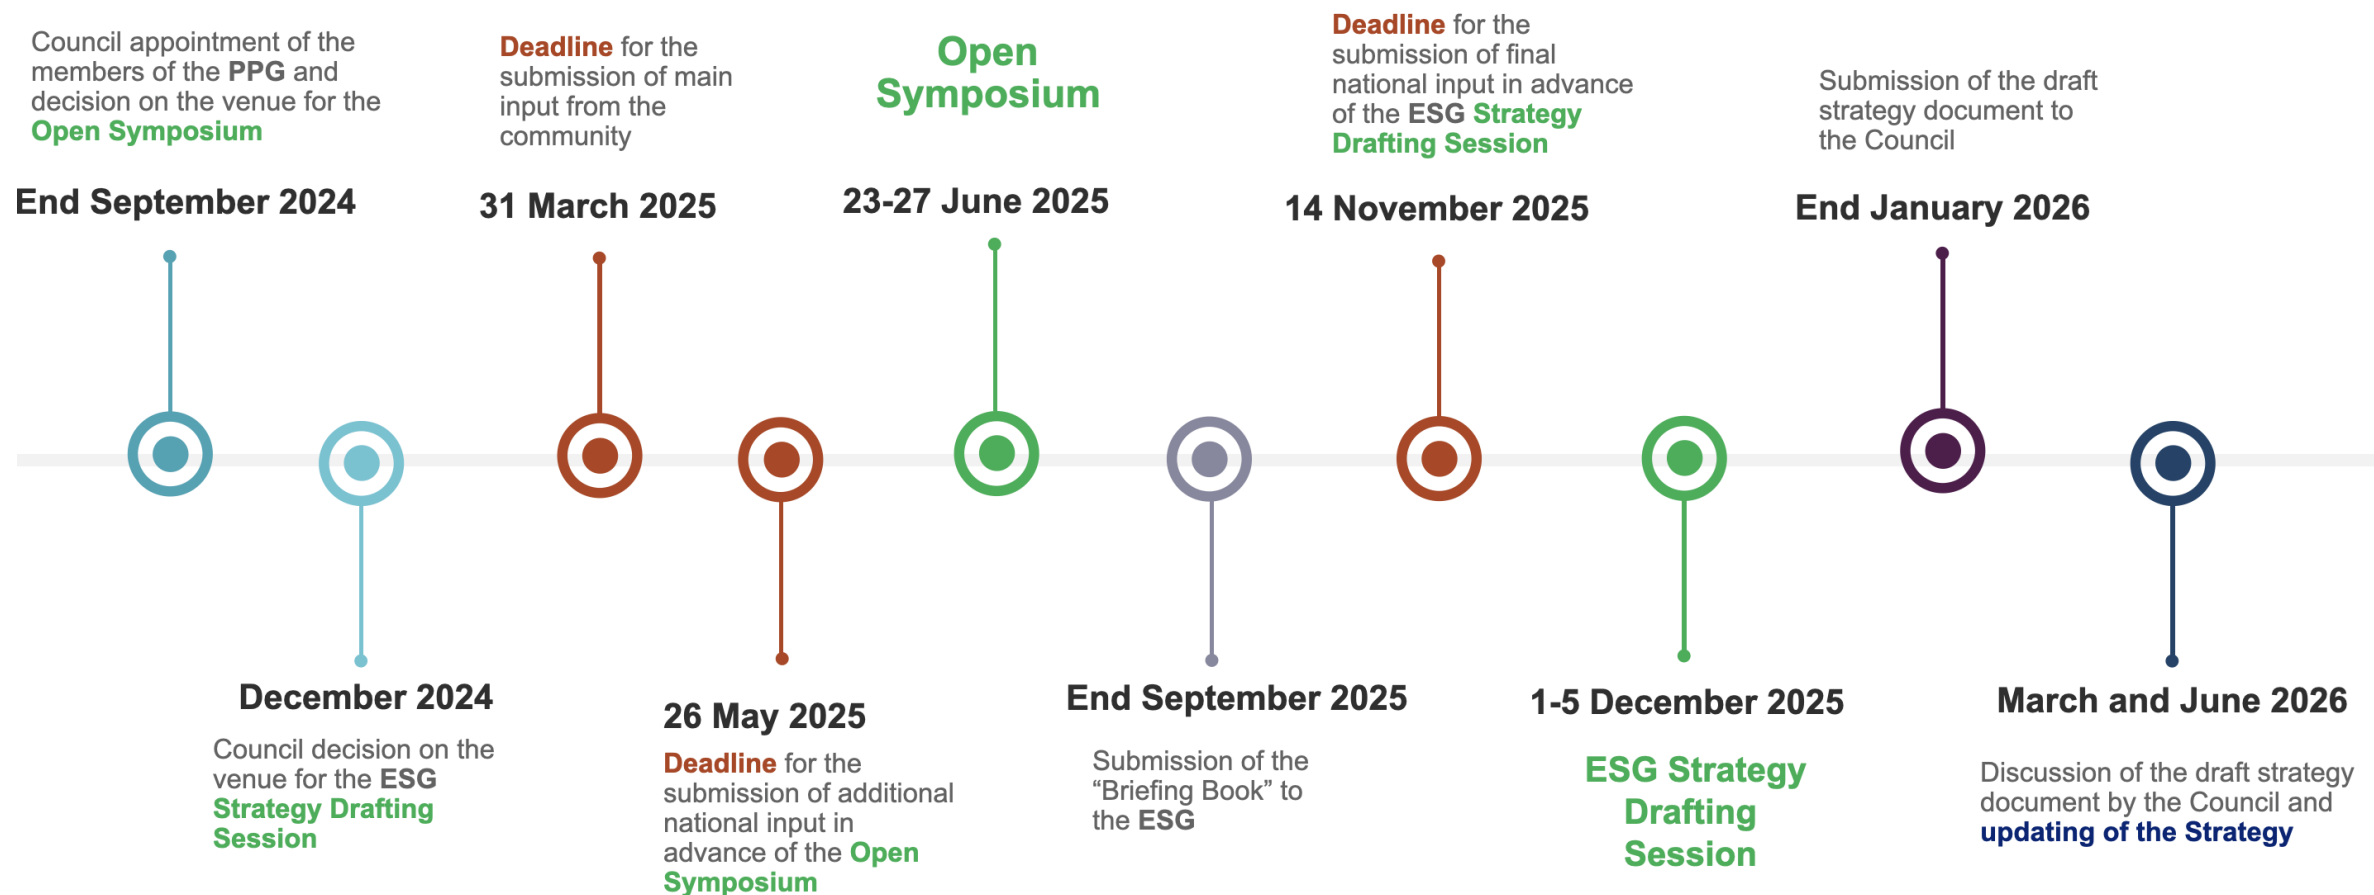 Council appointment of the
members of the PPG and
decision on the venue for the
Open Symposium
End September 2024
December 2024
Council decision on the
venue for the ESG
Strategy Drafting
Session
Deadline for the
submission of main
input from the
community
31 March 2025
26 May 2025
Deadline for the
submission of additional
national input in
advance of the Open
Symposium
Open
Symposium
23-27 June 2025
End September 2025
Submission of the
“Briefing Book” to
the ESG
Deadline for the
submission of final
national input in advance
of the ESG Strategy
Drafting Session
14 November 2025
1-5 December 2025
ESG Strategy
Drafting
Session
Submission of the draft
strategy document to
the Council
End January 2026
March and June 2026
Discussion of the draft strategy
document by the Council and
updating of the Strategy